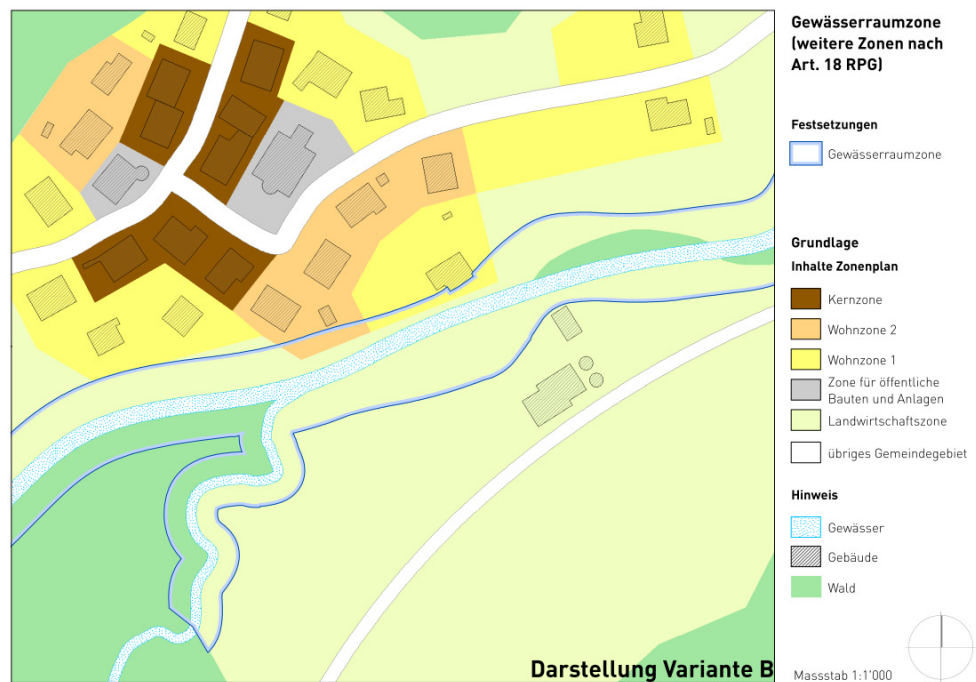 Gewässerraumzone
(weitere Zonen nach
Art. 18 RPG)
Festsetzungen
Gewässerraumzone
Grundlage
Inhalte Zonenplan
Kernzone
Wohnzone 2
Wohnzone 1
Zone für öffentliche
Bauten und Anlagen
Landwirtschaftszone
übriges Gemeindegebiet
Hinweis
Gewässer
Gebäude
Wald
Darstellung Variante B
Massstab 1:1'000